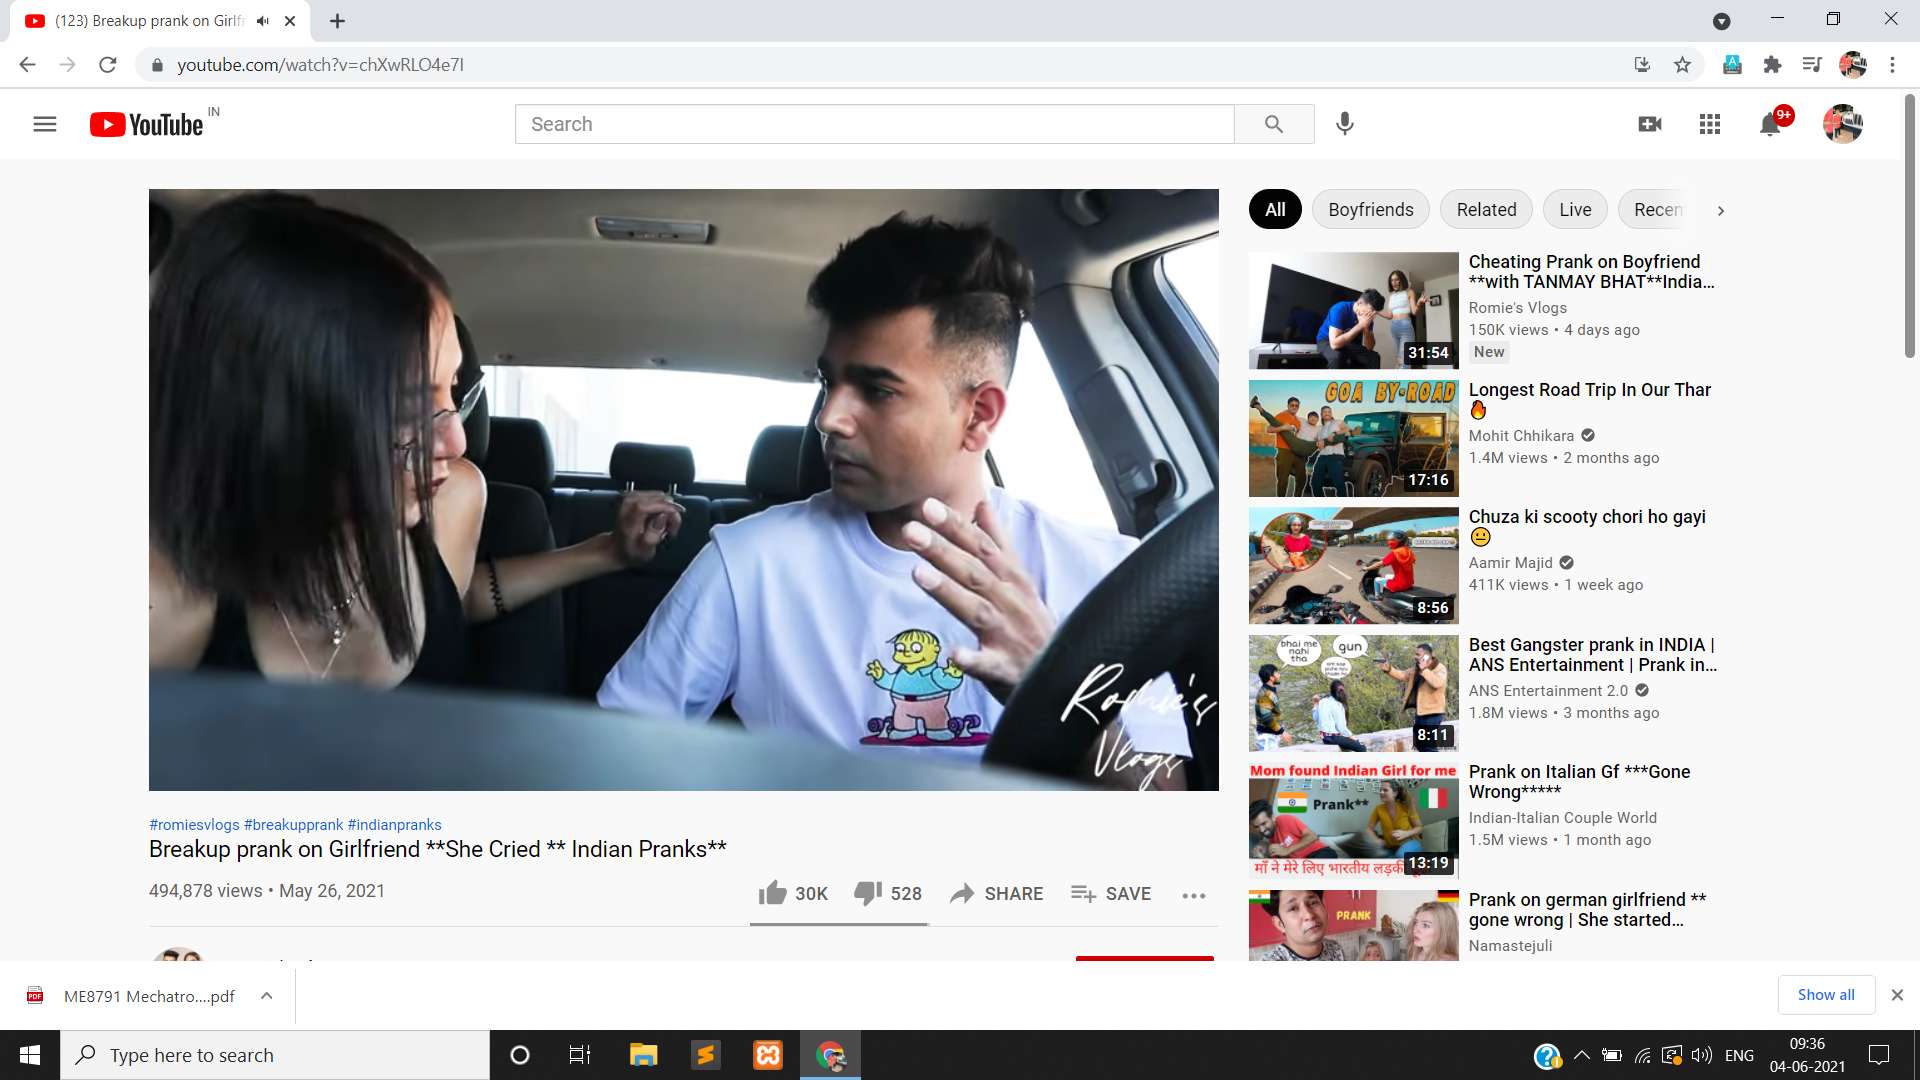 (123) Breakup prank on Girlf
youtube.com/watch?v=chXwRLO4e7I
YouTube IN
Search
9+
Romie's
Vlogs
#romiesvlogs #breakupprank #indianpranks
Breakup prank on Girlfriend **She Cried ** Indian Pranks**
494,878 views • May 26, 2021
30K 528 SHARE SAVE
All Boyfriends Related Live Recen
31:54
Cheating Prank on Boyfriend
**with TANMAY BHAT**India...
Romie's Vlogs
150K views • 4 days ago
New
GOA BY-ROAD
17:16
Longest Road Trip In Our Thar
🔥
Mohit Chhikara
1.4M views • 2 months ago
8:56
Chuza ki scooty chori ho gayi
😐
Aamir Majid
411K views • 1 week ago
bhai me
nahi
tha
gun
8:11
Best Gangster prank in INDIA |
ANS Entertainment | Prank in...
ANS Entertainment 2.0
1.8M views • 3 months ago
Mom found Indian Girl for me
Prank**
माँ ने मेरे लिए भारतीय
13:19
Prank on Italian Gf ***Gone
Wrong*****
Indian-Italian Couple World
1.5M views • 1 month ago
PRANK
Prank on german girlfriend **
gone wrong | She started...
Namastejuli
PDF
ME8791 Mechatro....pdf
Show all
Type here to search
ENG
09:36
04-06-2021